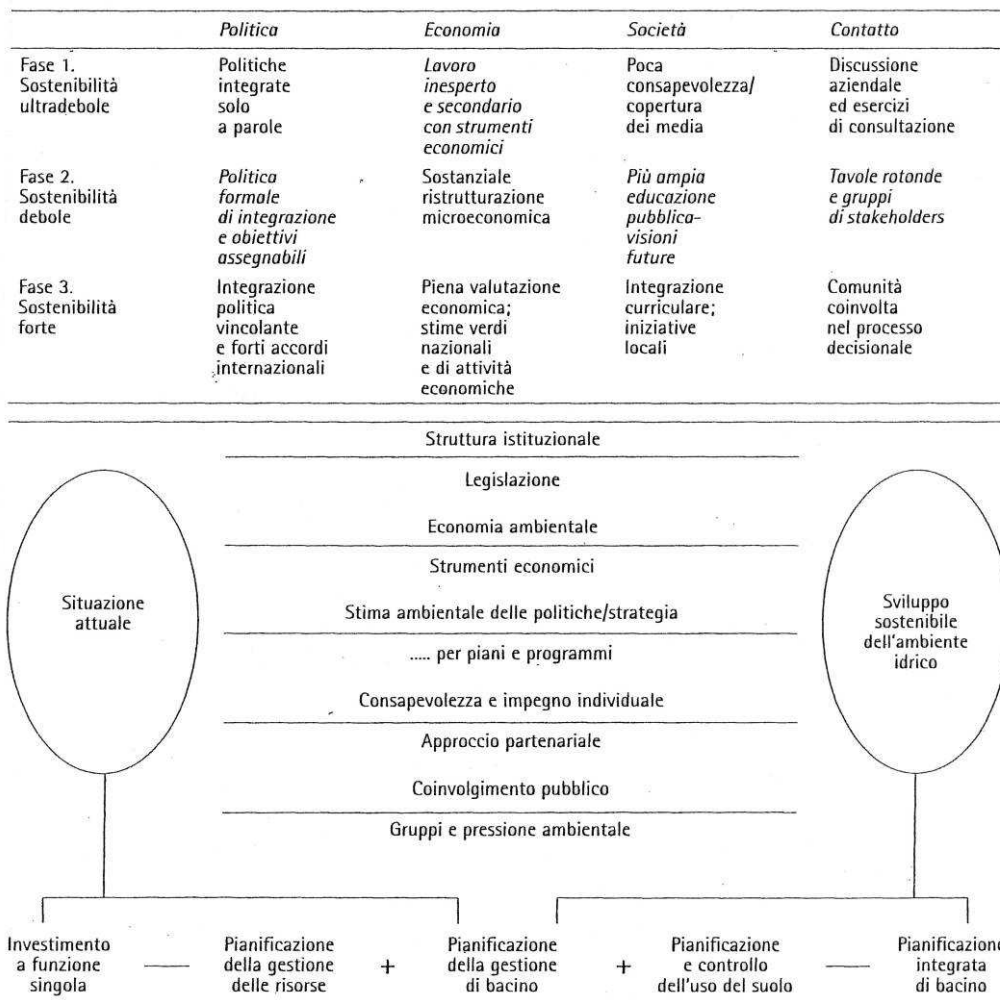 Politica Economia Società Contatto
Fase 1. Politiche Lavoro Poca Discussione
Sostenibilità integrate inesperto consapevolezza/ aziendale
ultradebole solo e secondario copertura ed esercizi
a parole con strumenti dei media di consultazione
economici
Fase 2. Politica Sostanziale Più ampia Tavole rotonde
Sostenibilità formale ristrutturazione educazione e gruppi
debole di integrazione microeconomica pubblica- di stakeholders
e obiettivi visioni
assegnabili future
Fase 3. Integrazione Piena valutazione Integrazione Comunità
Sostenibilità politica economica; curriculare; coinvolta
forte vincolante stime verdi iniziative nel processo
e forti accordi nazionali locali decisionale
internazionali e di attività
economiche
Struttura istituzionale
Legislazione
Economia ambientale
Strumenti economici
Situazione
attuale
Stima ambientale delle politiche/strategia
Sviluppo
sostenibile
dell'ambiente
idrico
..... per piani e programmi
Consapevolezza e impegno individuale
Approccio partenariale
Coinvolgimento pubblico
Gruppi e pressione ambientale
Investimento Pianificazione Pianificazione Pianificazione Pianificazione
a funzione — della gestione + della gestione + e controllo — integrata
singola delle risorse di bacino dell'uso del suolo di bacino